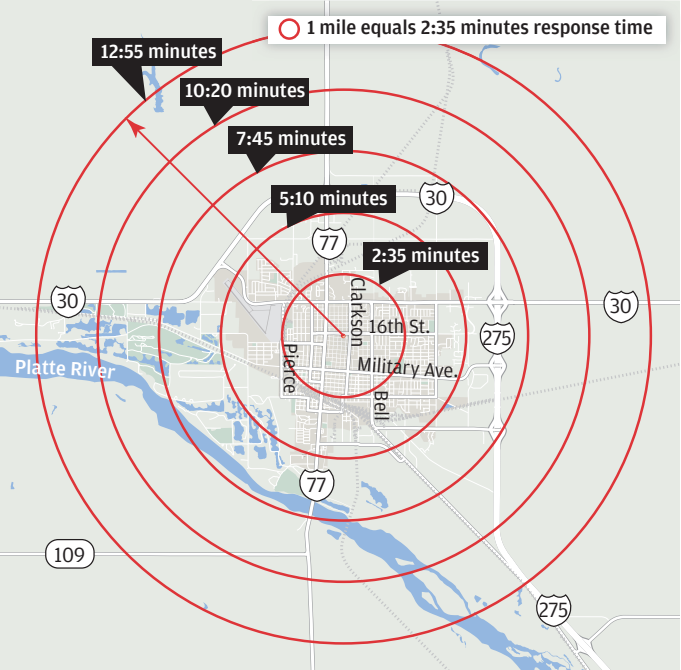 1 mile equals 2:35 minutes response time
12:55 minutes
10:20 minutes
7:45 minutes
5:10 minutes
30
77
2:35 minutes
30
30
Clarkson
16th St.
275
Pierce
Military Ave.
Platte River
Bell
77
109
275